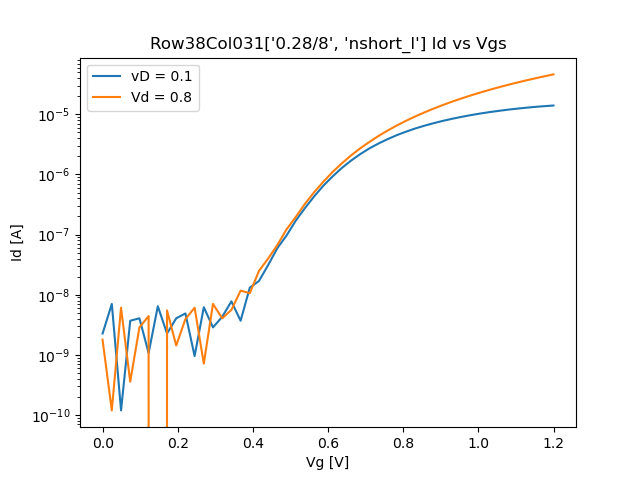 Row38Col031['0.28/8', 'nshort_l'] Id vs Vgs
vD = 0.1
Vd = 0.8
Id [A]
10⁻⁵
10⁻⁶
10⁻⁷
10⁻⁸
10⁻⁹
10⁻¹⁰
0.0 0.2 0.4 0.6 0.8 1.0 1.2
Vg [V]